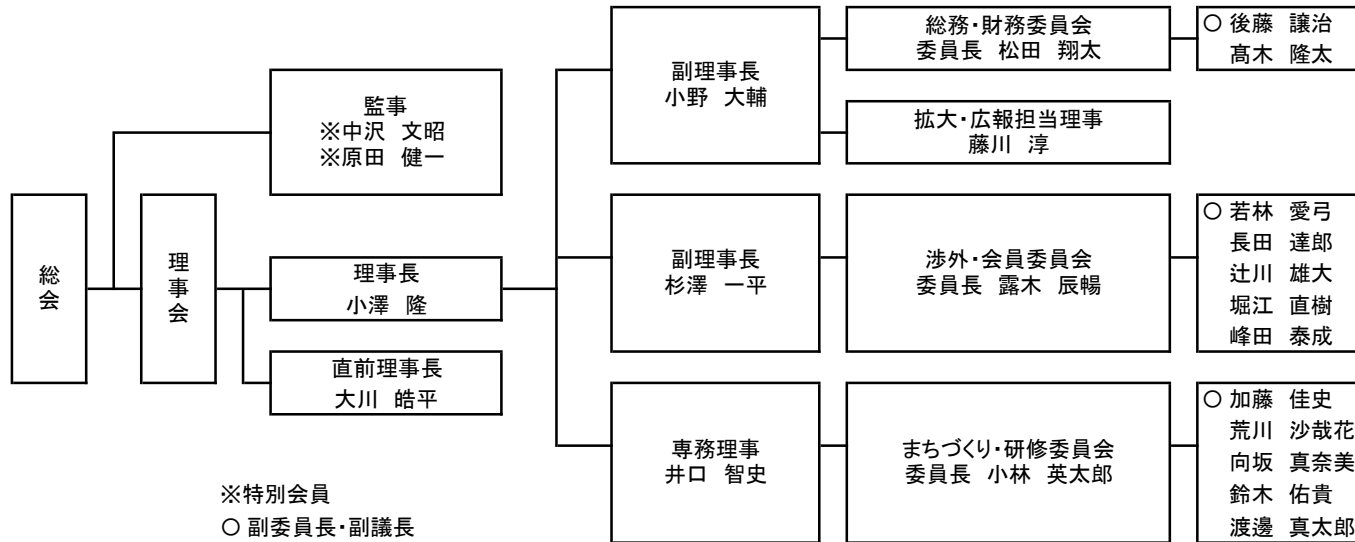 総会
理事会
監事
※中沢 文昭
※原田 健一
理事長
小澤 隆
直前理事長
大川 皓平
副理事長
小野 大輔
総務・財務委員会
委員長 松田 翔太
○ 後藤 譲治
髙木 隆太
拡大・広報担当理事
藤川 淳
副理事長
杉澤 一平
渉外・会員委員会
委員長 露木 辰暢
○ 若林 愛弓
長田 達郎
辻川 雄大
堀江 直樹
峰田 泰成
専務理事
井口 智史
まちづくり・研修委員会
委員長 小林 英太郎
○ 加藤 佳史
荒川 沙哉花
向坂 真奈美
鈴木 佑貴
渡邊 真太郎
※特別会員
○ 副委員長・副議長